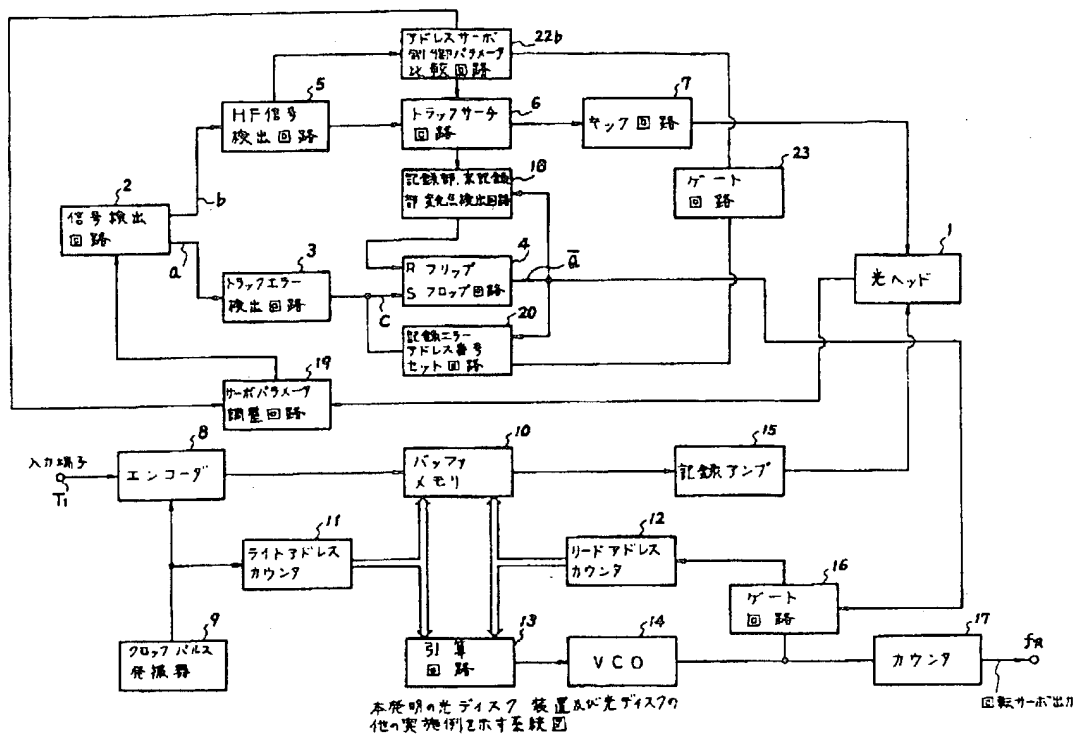 アドレスサーボ
制御パラメータ
比較回路
22b
5
HF信号
検出回路
6
トラックサーチ
回路
7
キック回路
23
ゲート
回路
18
記録部,未記録
部変化点検出回路
2
信号検出
回路
b
a
3
トラックエラー
検出回路
C
4
R フリップ
S フロップ回路
Q̅
1
光ヘッド
20
記録エラー
アドレス番号
セット回路
19
サーボパラメータ
調整回路
入力端子
T1
8
エンコーダ
10
バッファ
メモリ
15
記録アンプ
11
ライトアドレス
カウンタ
12
リードアドレス
カウンタ
16
ゲート
回路
9
クロックパルス
発振器
13
引算
回路
14
VCO
17
カウンタ
fR
回転サーボ出力
本発明の光ディスク装置及び光ディスクの
他の実施例を示す系統図